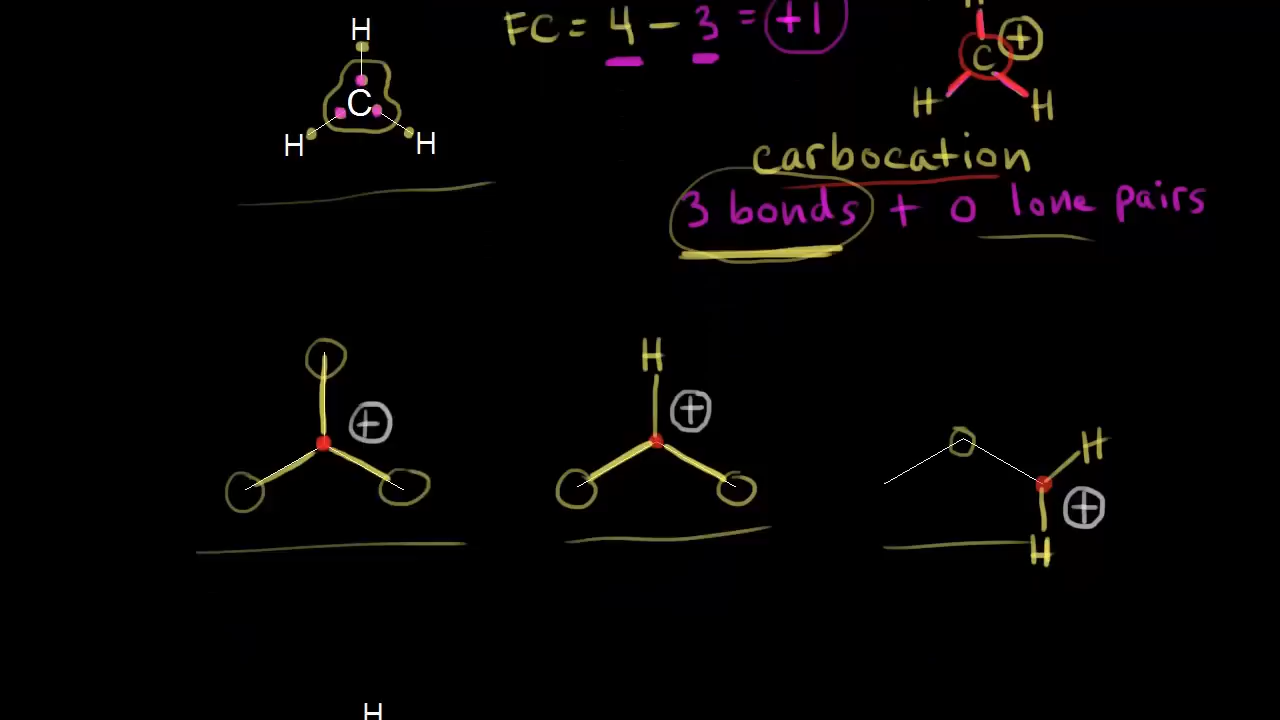 FC = 4 - 3 = +1
H
C
H H
C +
H H
carbocation
3 bonds + 0 lone pairs
+
H
+
H
+
H
H